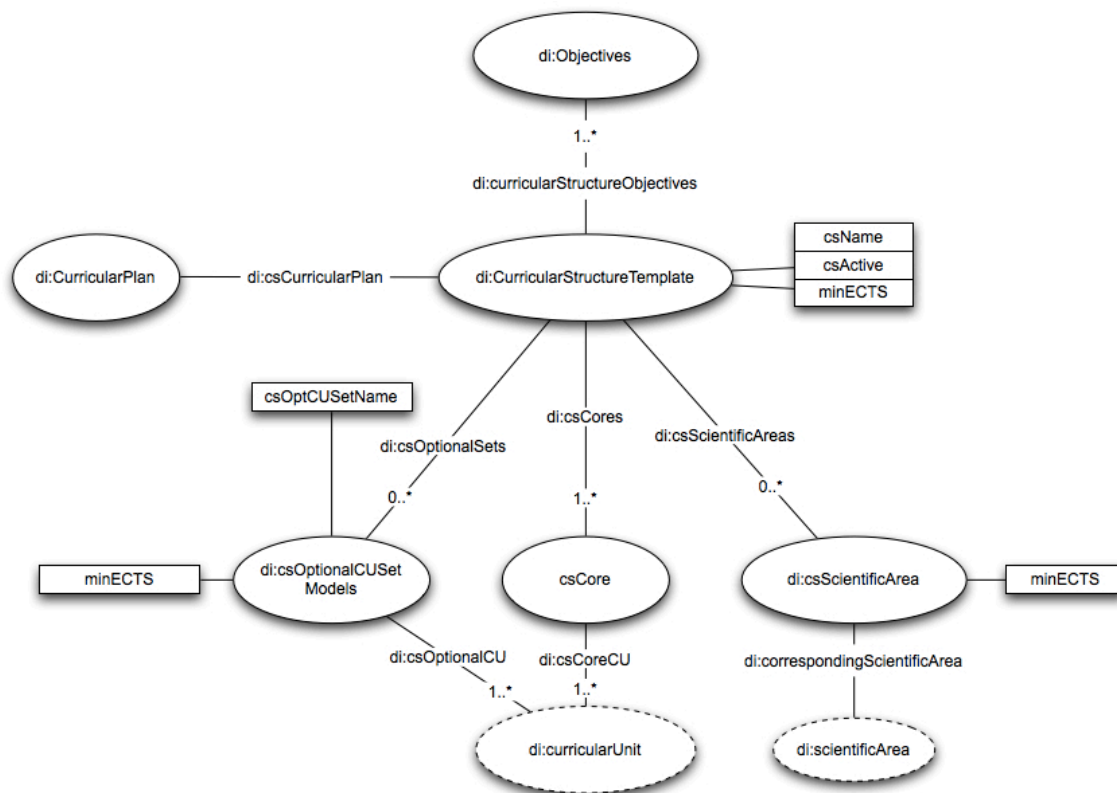 di:Objectives
1..*
di:curricularStructureObjectives
di:CurricularPlan
di:csCurricularPlan
di:CurricularStructureTemplate
csName
csActive
minECTS
csOptCUSetName
di:csOptionalSets
di:csCores
di:csScientificAreas
0..*
1..*
0..*
minECTS
di:csOptionalCUSet
Models
csCore
di:csScientificArea
minECTS
di:csOptionalCU
di:csCoreCU
di:correspondingScientificArea
1..*
1..*
di:curricularUnit
di:scientificArea